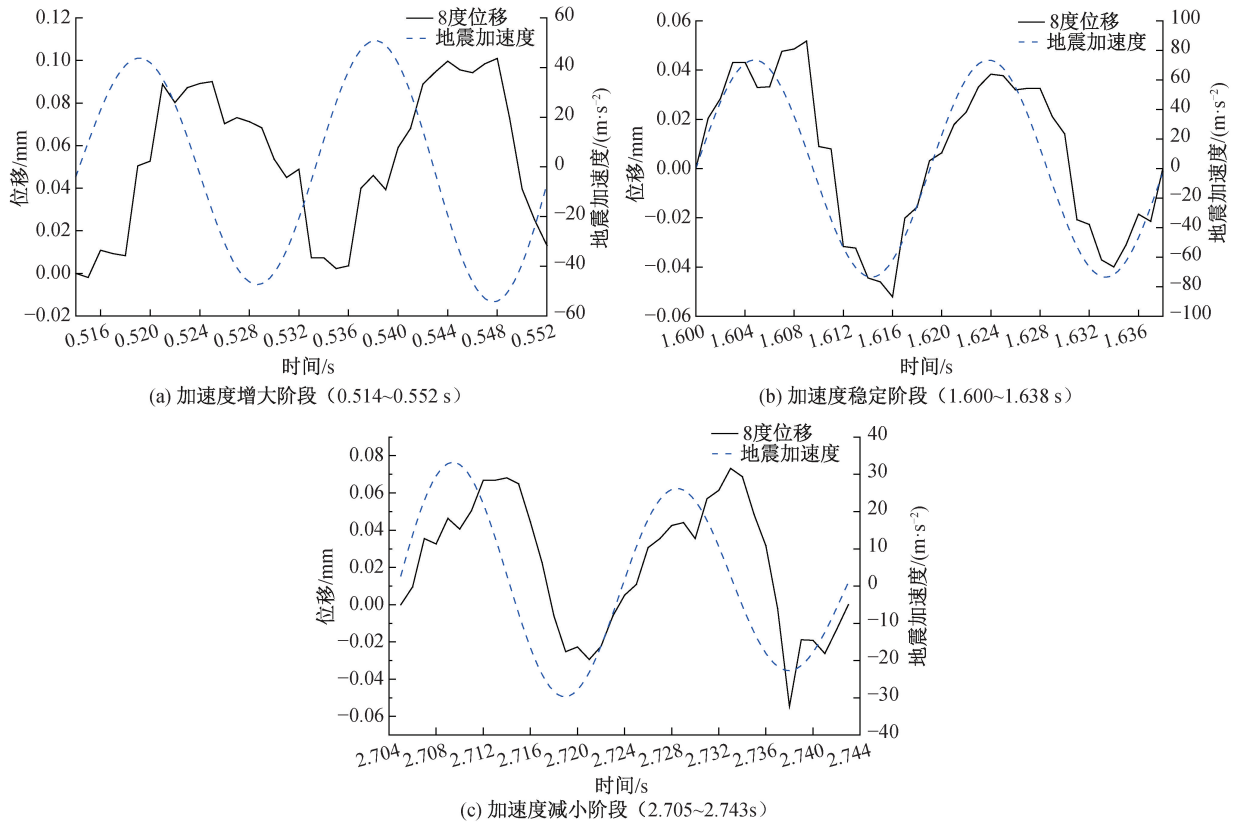 8度位移
地震加速度
0.12
0.10
0.08
0.06
0.04
0.02
0.00
−0.02
位移/mm
60
40
20
0
−20
−40
−60
地震加速度/(m·s⁻²)
0.516 0.520 0.524 0.528 0.532 0.536 0.540 0.544 0.548 0.552
时间/s
(a) 加速度增大阶段（0.514~0.552 s）
8度位移
地震加速度
0.06
0.04
0.02
0.00
−0.02
−0.04
−0.06
位移/mm
100
80
60
40
20
0
−20
−40
−60
−80
−100
地震加速度/(m·s⁻²)
1.600 1.604 1.608 1.612 1.616 1.620 1.624 1.628 1.632 1.636
时间/s
(b) 加速度稳定阶段（1.600~1.638 s）
8度位移
地震加速度
0.08
0.06
0.04
0.02
0.00
−0.02
−0.04
−0.06
位移/mm
40
30
20
10
0
−10
−20
−30
−40
地震加速度/(m·s⁻²)
2.704 2.708 2.712 2.716 2.720 2.724 2.728 2.732 2.736 2.740 2.744
时间/s
(c) 加速度减小阶段（2.705~2.743s）